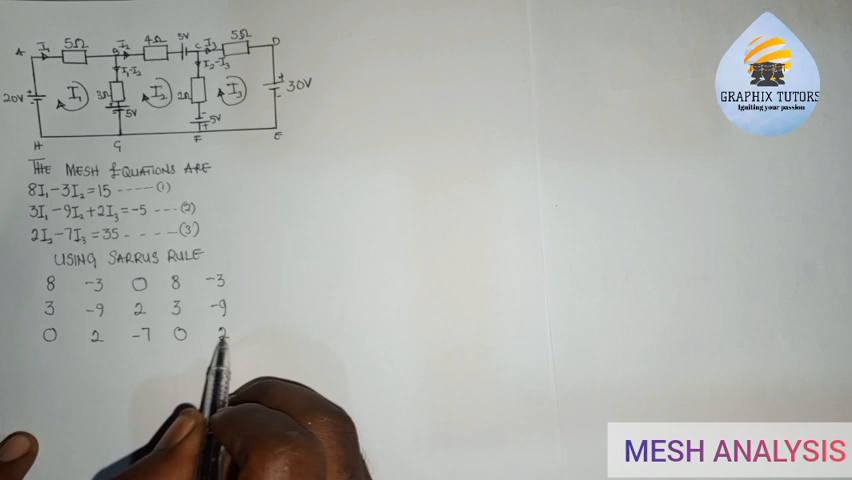 A I₁ 5Ω B I₂ 4Ω 5V C I₃ 5Ω D
I₁-I₂ I₂-I₃
20V I₁ 3Ω I₂ 2Ω I₃ + - 30V
5V 5V
H G F E
THE MESH EQUATIONS ARE
8I₁-3I₂=15 ----- (1)
3I₁-9I₂+2I₃=-5 --- (2)
2I₂-7I₃=35 - - - - - (3)
USING SARRUS RULE
8 -3 0 8 -3
3 -9 2 3 -9
0 2 -7 0 2
GRAPHIX TUTORS
Igniting your passion
MESH ANALYSIS